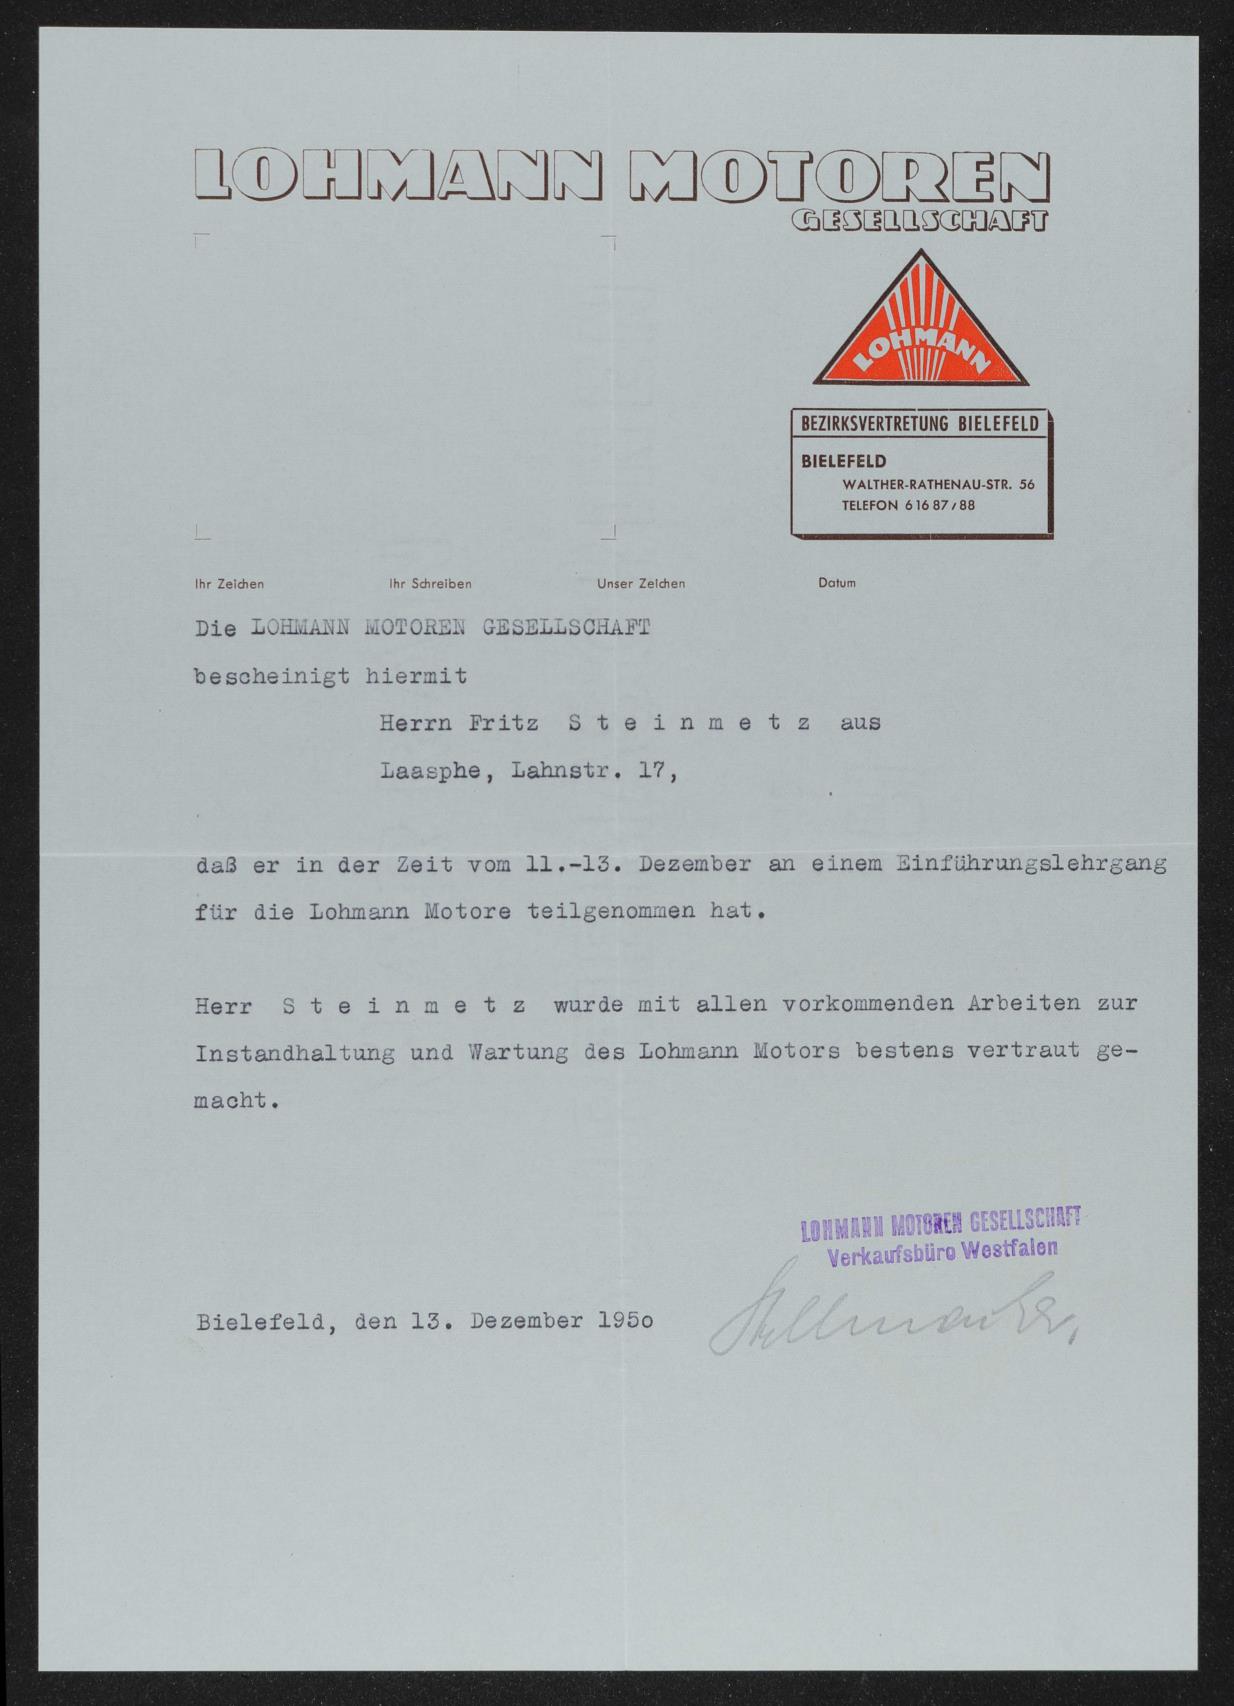 LOHMANN MOTOREN
GESELLSCHAFT
LOHMANN
BEZIRKSVERTRETUNG BIELEFELD
BIELEFELD
WALTHER-RATHENAU-STR. 56
TELEFON 6 16 87 / 88
Ihr Zeichen Ihr Schreiben Unser Zeichen Datum
Die LOHMANN MOTOREN GESELLSCHAFT
bescheinigt hiermit
Herrn Fritz S t e i n m e t z aus
Laasphe, Lahnstr. 17,
daß er in der Zeit vom 11.-13. Dezember an einem Einführungslehrgang
für die Lohmann Motore teilgenommen hat.
Herr S t e i n m e t z wurde mit allen vorkommenden Arbeiten zur
Instandhaltung und Wartung des Lohmann Motors bestens vertraut ge-
macht.
LOHMANN MOTOREN GESELLSCHAFT
Verkaufsbüro Westfalen
Bielefeld, den 13. Dezember 195o